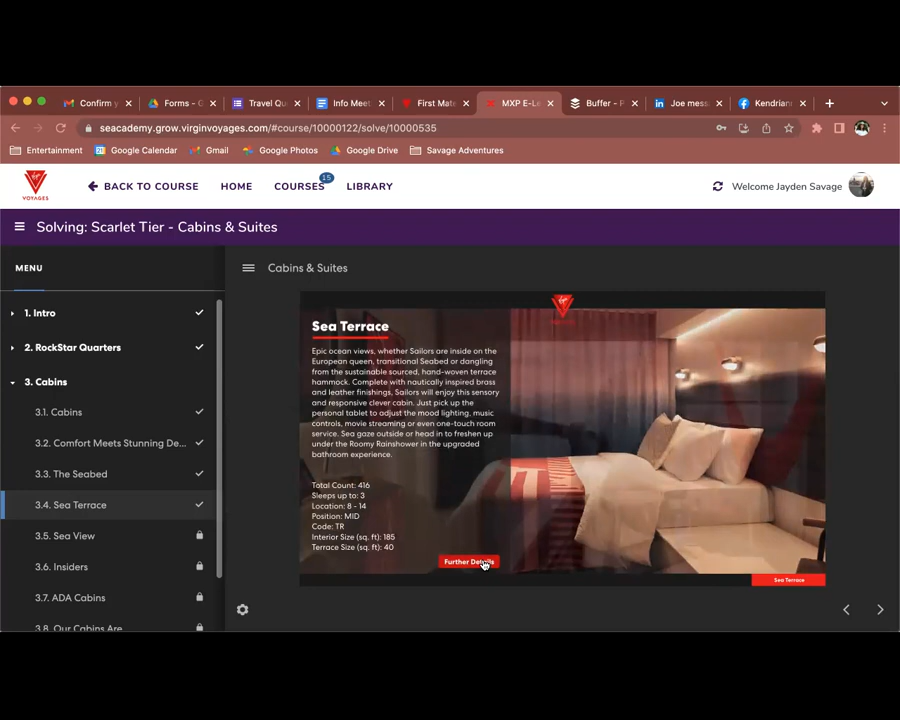 Confirm y
Forms - G
Travel Qu
Info Meet
First Mate
MXP E-Le
Buffer - P
Joe mess
Kendrian
seacademy.grow.virginvoyages.com/#course/10000122/solve/10000535
Entertainment
Google Calendar
Gmail
Google Photos
Google Drive
Savage Adventures
VOYAGES
BACK TO COURSE
HOME
COURSES
15
LIBRARY
Welcome Jayden Savage
Solving: Scarlet Tier - Cabins & Suites
MENU
Cabins & Suites
1. Intro
2. RockStar Quarters
3. Cabins
3.1. Cabins
3.2. Comfort Meets Stunning De...
3.3. The Seabed
3.4. Sea Terrace
3.5. Sea View
3.6. Insiders
3.7. ADA Cabins
3.8. Our Cabins Are
Sea Terrace
Epic ocean views, whether Sailors are inside on the
European queen, transitional Seabed or dangling
from the sustainable sourced, hand-woven terrace
hammock. Complete with nautically inspired brass
and leather finishings, Sailors will enjoy this sensory
and responsive clever cabin. Just pick up the
personal tablet to adjust the mood lighting, music
controls, movie streaming or even one-touch room
service. Sea gaze outside or head in to freshen up
under the Roomy Rainshower in the upgraded
bathroom experience.
Total Count: 416
Sleeps up to: 3
Location: 8 - 14
Position: MID
Code: TR
Interior Size (sq. ft): 185
Terrace Size (sq. ft): 40
Further Details
Sea Terrace